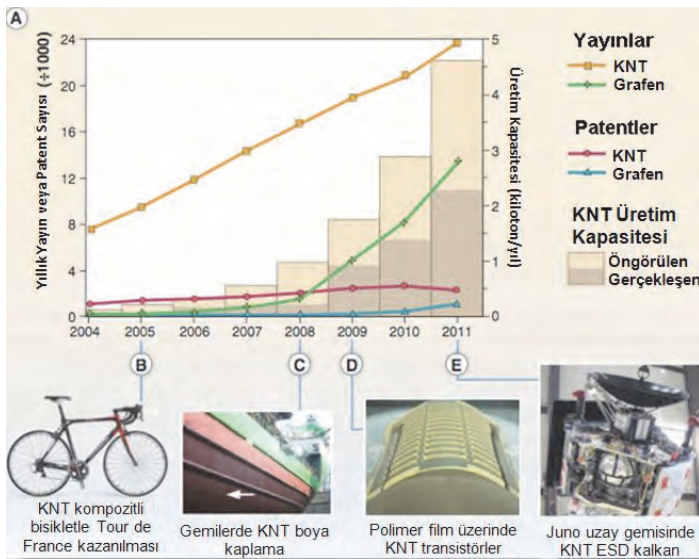 A
Yıllık Yayın veya Patent Sayısı (÷1000)
24
20
16
12
8
4
0
5
4
3
2
1
0
Üretim Kapasitesi (kiloton/yıl)
2004 2005 2006 2007 2008 2009 2010 2011
Yayınlar
KNT
Grafen
Patentler
KNT
Grafen
KNT Üretim
Kapasitesi
Öngörülen
Gerçekleşen
B
C
D
E
KNT kompozitli
bisikletle Tour de
France kazanılması
Gemilerde KNT boya
kaplama
Polimer film üzerinde
KNT transistörler
Juno uzay gemisinde
KNT ESD kalkan